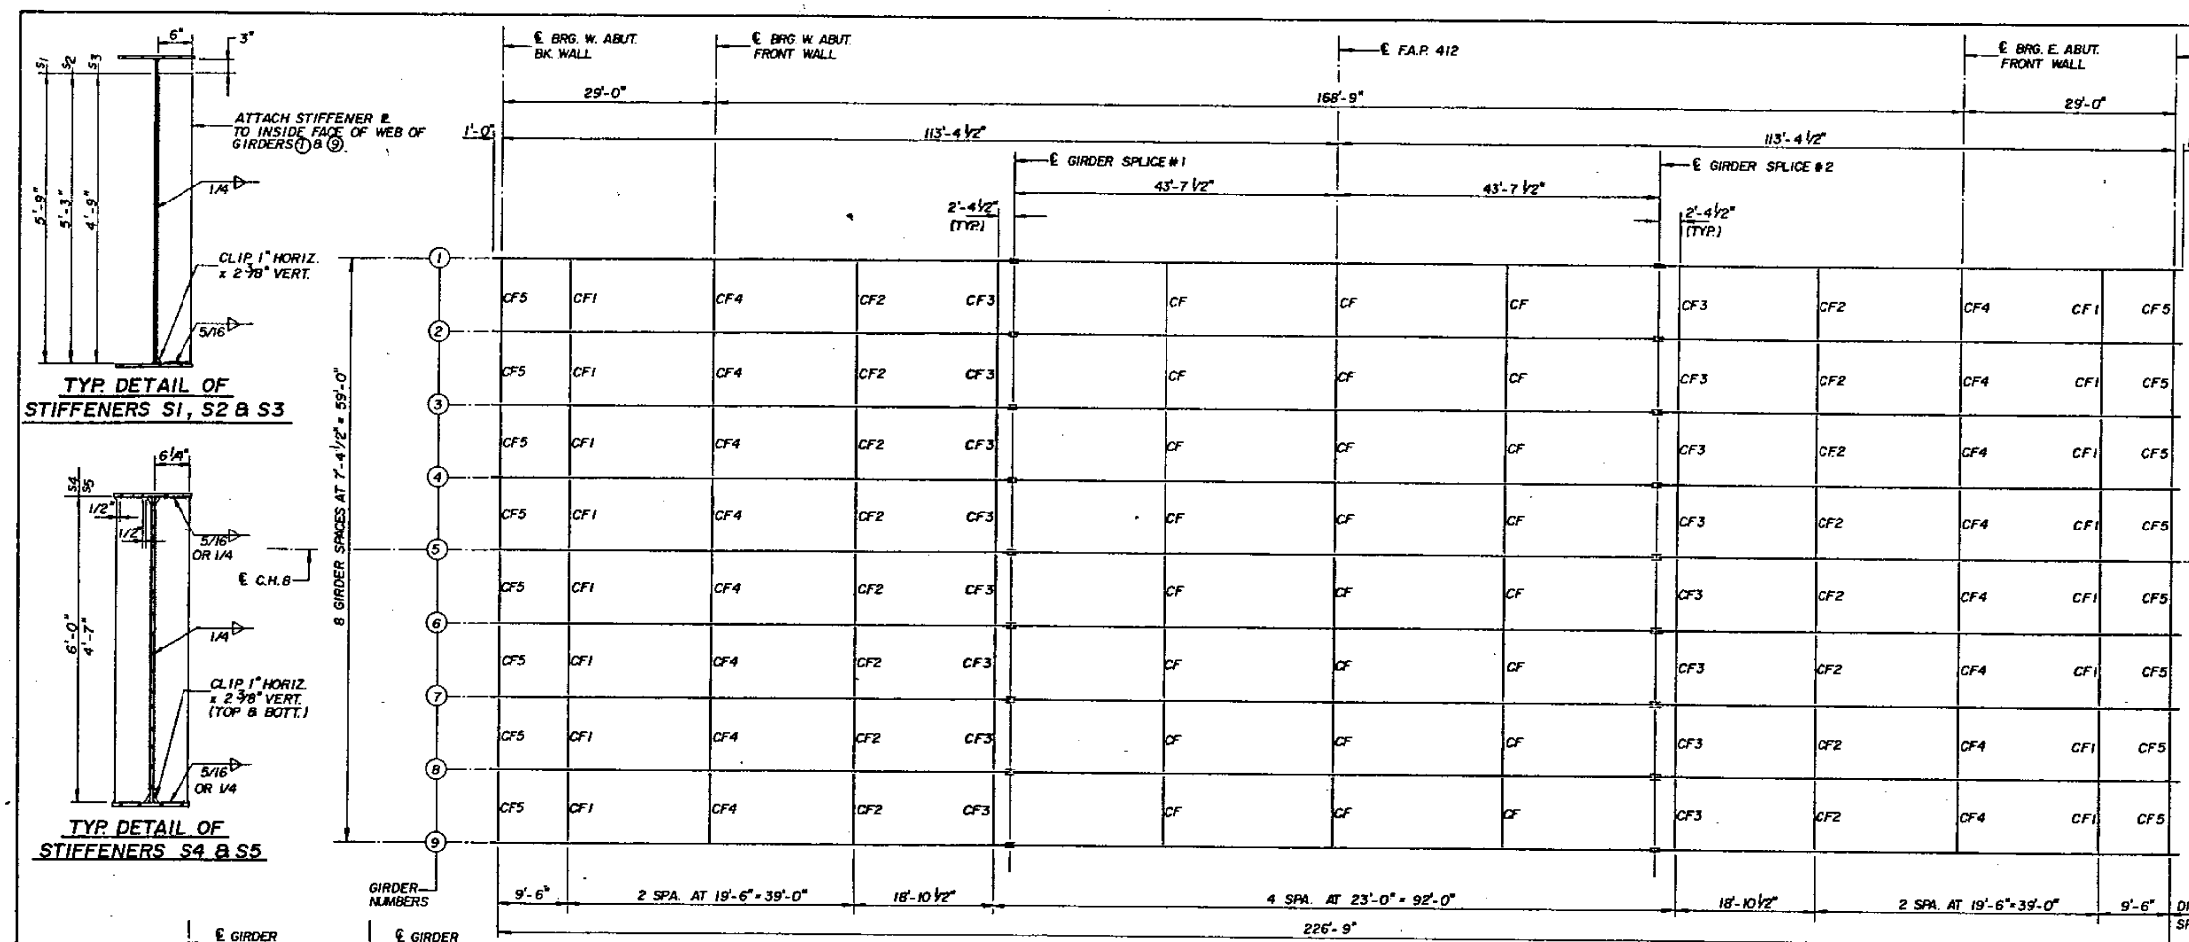 6"
3"
S1
S2
S3
ATTACH STIFFENER ℄
TO INSIDE FACE OF WEB OF
GIRDERS ① & ⑨.
1/4
5'-9"
5'-3"
4'-9"
CLIP 1" HORIZ.
x 2 3/8" VERT.
5/16
TYP. DETAIL OF
STIFFENERS S1, S2 & S3
6 1/4"
S4
S5
1/2"
1/2"
5/16
OR 1/4
℄ C.H. 8
6'-0"
4'-7"
1/4
CLIP 1" HORIZ.
x 2 3/8" VERT.
(TOP & BOTT.)
5/16
OR 1/4
TYP. DETAIL OF
STIFFENERS S4 & S5
℄ GIRDER
℄ GIRDER
℄ BRG. W. ABUT.
BK. WALL
℄ BRG. W. ABUT.
FRONT WALL
℄ F.A.P. 412
℄ BRG. E. ABUT.
FRONT WALL
29'-0"
168'-9"
29'-0"
1'-0"
113'-4 1/2"
113'-4 1/2"
℄ GIRDER SPLICE #1
℄ GIRDER SPLICE #2
43'-7 1/2"
43'-7 1/2"
2'-4 1/2"
(TYP.)
2'-4 1/2"
(TYP.)
8 GIRDER SPACES AT 7'-4 1/2" = 59'-0"
1
CF5 CF1 CF4 CF2 CF3 CF CF CF CF3 CF2 CF4 CF1 CF5
2
CF5 CF1 CF4 CF2 CF3 CF CF CF CF3 CF2 CF4 CF1 CF5
3
CF5 CF1 CF4 CF2 CF3 CF CF CF CF3 CF2 CF4 CF1 CF5
4
CF5 CF1 CF4 CF2 CF3 CF CF CF CF3 CF2 CF4 CF1 CF5
5
CF5 CF1 CF4 CF2 CF3 CF CF CF CF3 CF2 CF4 CF1 CF5
6
CF5 CF1 CF4 CF2 CF3 CF CF CF CF3 CF2 CF4 CF1 CF5
7
CF5 CF1 CF4 CF2 CF3 CF CF CF CF3 CF2 CF4 CF1 CF5
8
CF5 CF1 CF4 CF2 CF3 CF CF CF CF3 CF2 CF4 CF1 CF5
9
GIRDER
NUMBERS
9'-6" 2 SPA. AT 19'-6" = 39'-0" 18'-10 1/2" 4 SPA. AT 23'-0" = 92'-0" 18'-10 1/2" 2 SPA. AT 19'-6" = 39'-0" 9'-6"
226'-9"